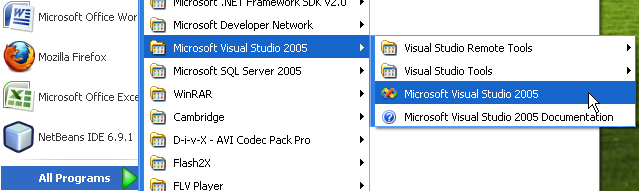 Microsoft Office Wor
Mozilla Firefox
Microsoft Office Exce
NetBeans IDE 6.9.1
All Programs
Microsoft .NET Framework SDK v2.0
Microsoft Developer Network
Microsoft Visual Studio 2005
Microsoft SQL Server 2005
WinRAR
Cambridge
D-i-v-X - AVI Codec Pack Pro
Flash2X
FLV Player
Visual Studio Remote Tools
Visual Studio Tools
Microsoft Visual Studio 2005
Microsoft Visual Studio 2005 Documentation